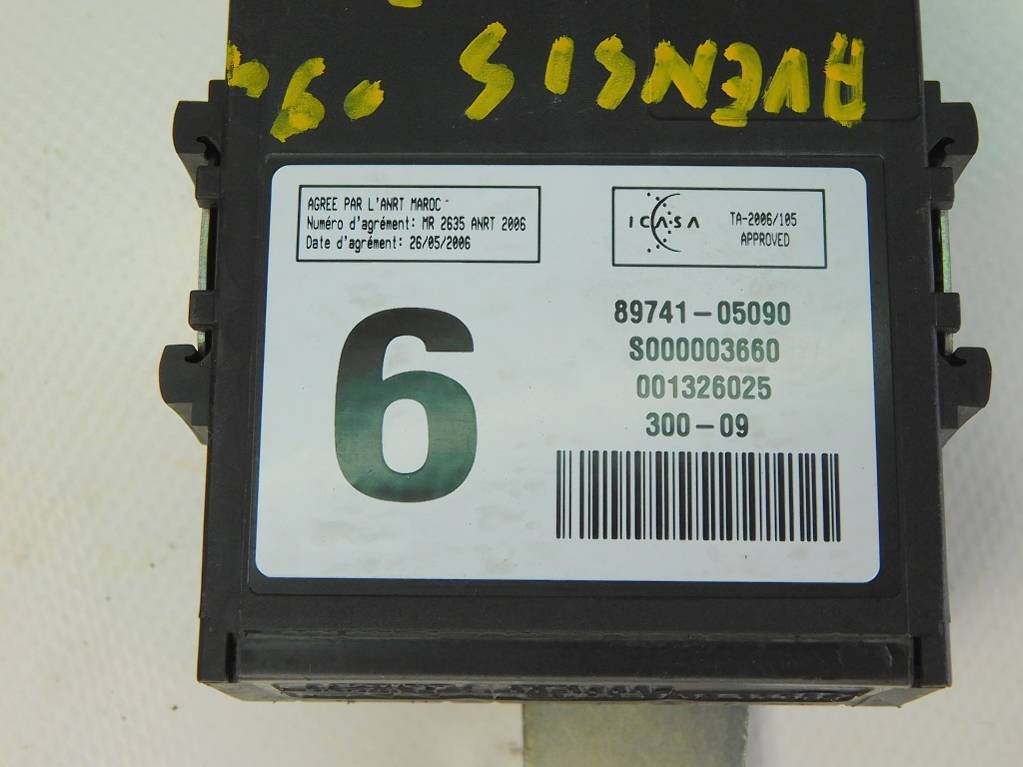 AVENSIS
AGREE PAR L'ANRT MAROC
Numéro d'agrément: MR 2635 ANRT 2006
Date d'agrément: 26/05/2006
ICASA
TA-2006/105
APPROVED
6
89741-05090
S000003660
001326025
300-09